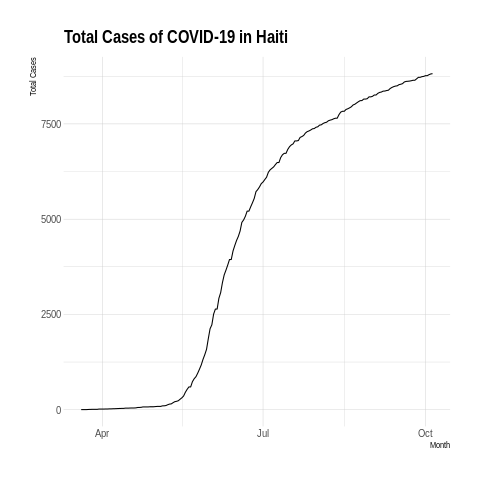 Total Cases of COVID-19 in Haiti
Total Cases
7500
5000
2500
0
Apr Jul Oct
Month